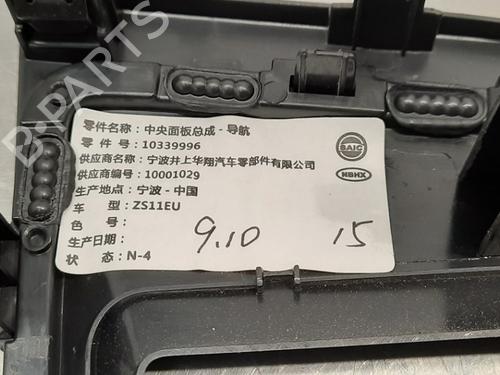 零件名称：中央面板总成 - 导航
零 件 号：10339996
供应商名称：宁波井上华翔汽车零部件有限公司
供应商编号：10001029
生产地点：宁波 - 中国
车 型：ZS11EU
色 号：
生产日期： 9.10 15
状 态：N-4
SAIC
NBHX
B-PARTS